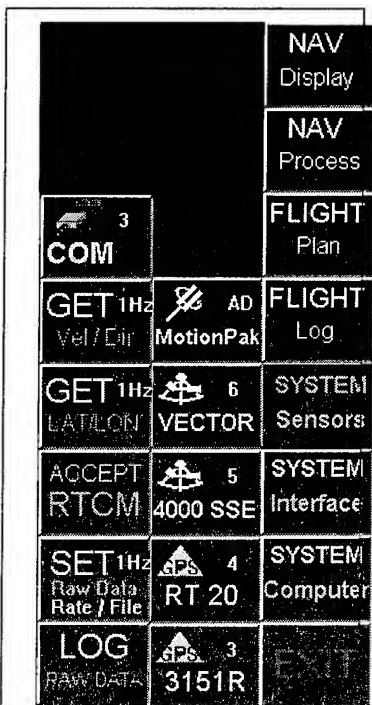 NAV
Display
NAV
Process
3
COM
FLIGHT
Plan
GET 1Hz
Vel / Dir
AD
MotionPak
FLIGHT
Log
GET 1Hz
LAT/LON
6
VECTOR
SYSTEM
Sensors
ACCEPT
RTCM
5
4000 SSE
SYSTEM
Interface
SET 1Hz
Raw Data
Rate / File
GPS 4
RT 20
SYSTEM
Computer
LOG
RAW DATA
GPS 3
3151R
EXIT